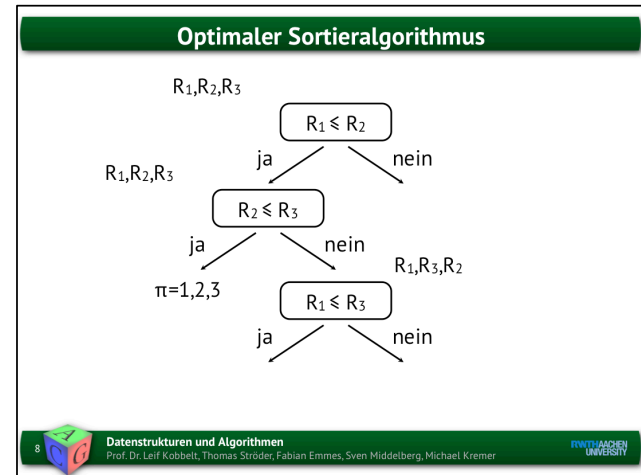 Optimaler Sortieralgorithmus
R₁,R₂,R₃
R₁ ⩽ R₂
ja nein
R₁,R₂,R₃
R₂ ⩽ R₃
ja nein
R₁,R₃,R₂
π=1,2,3
R₁ ⩽ R₃
ja nein
8
A
C G
Datenstrukturen und Algorithmen
Prof. Dr. Leif Kobbelt, Thomas Ströder, Fabian Emmes, Sven Middelberg, Michael Kremer
RWTHAACHEN
UNIVERSITY